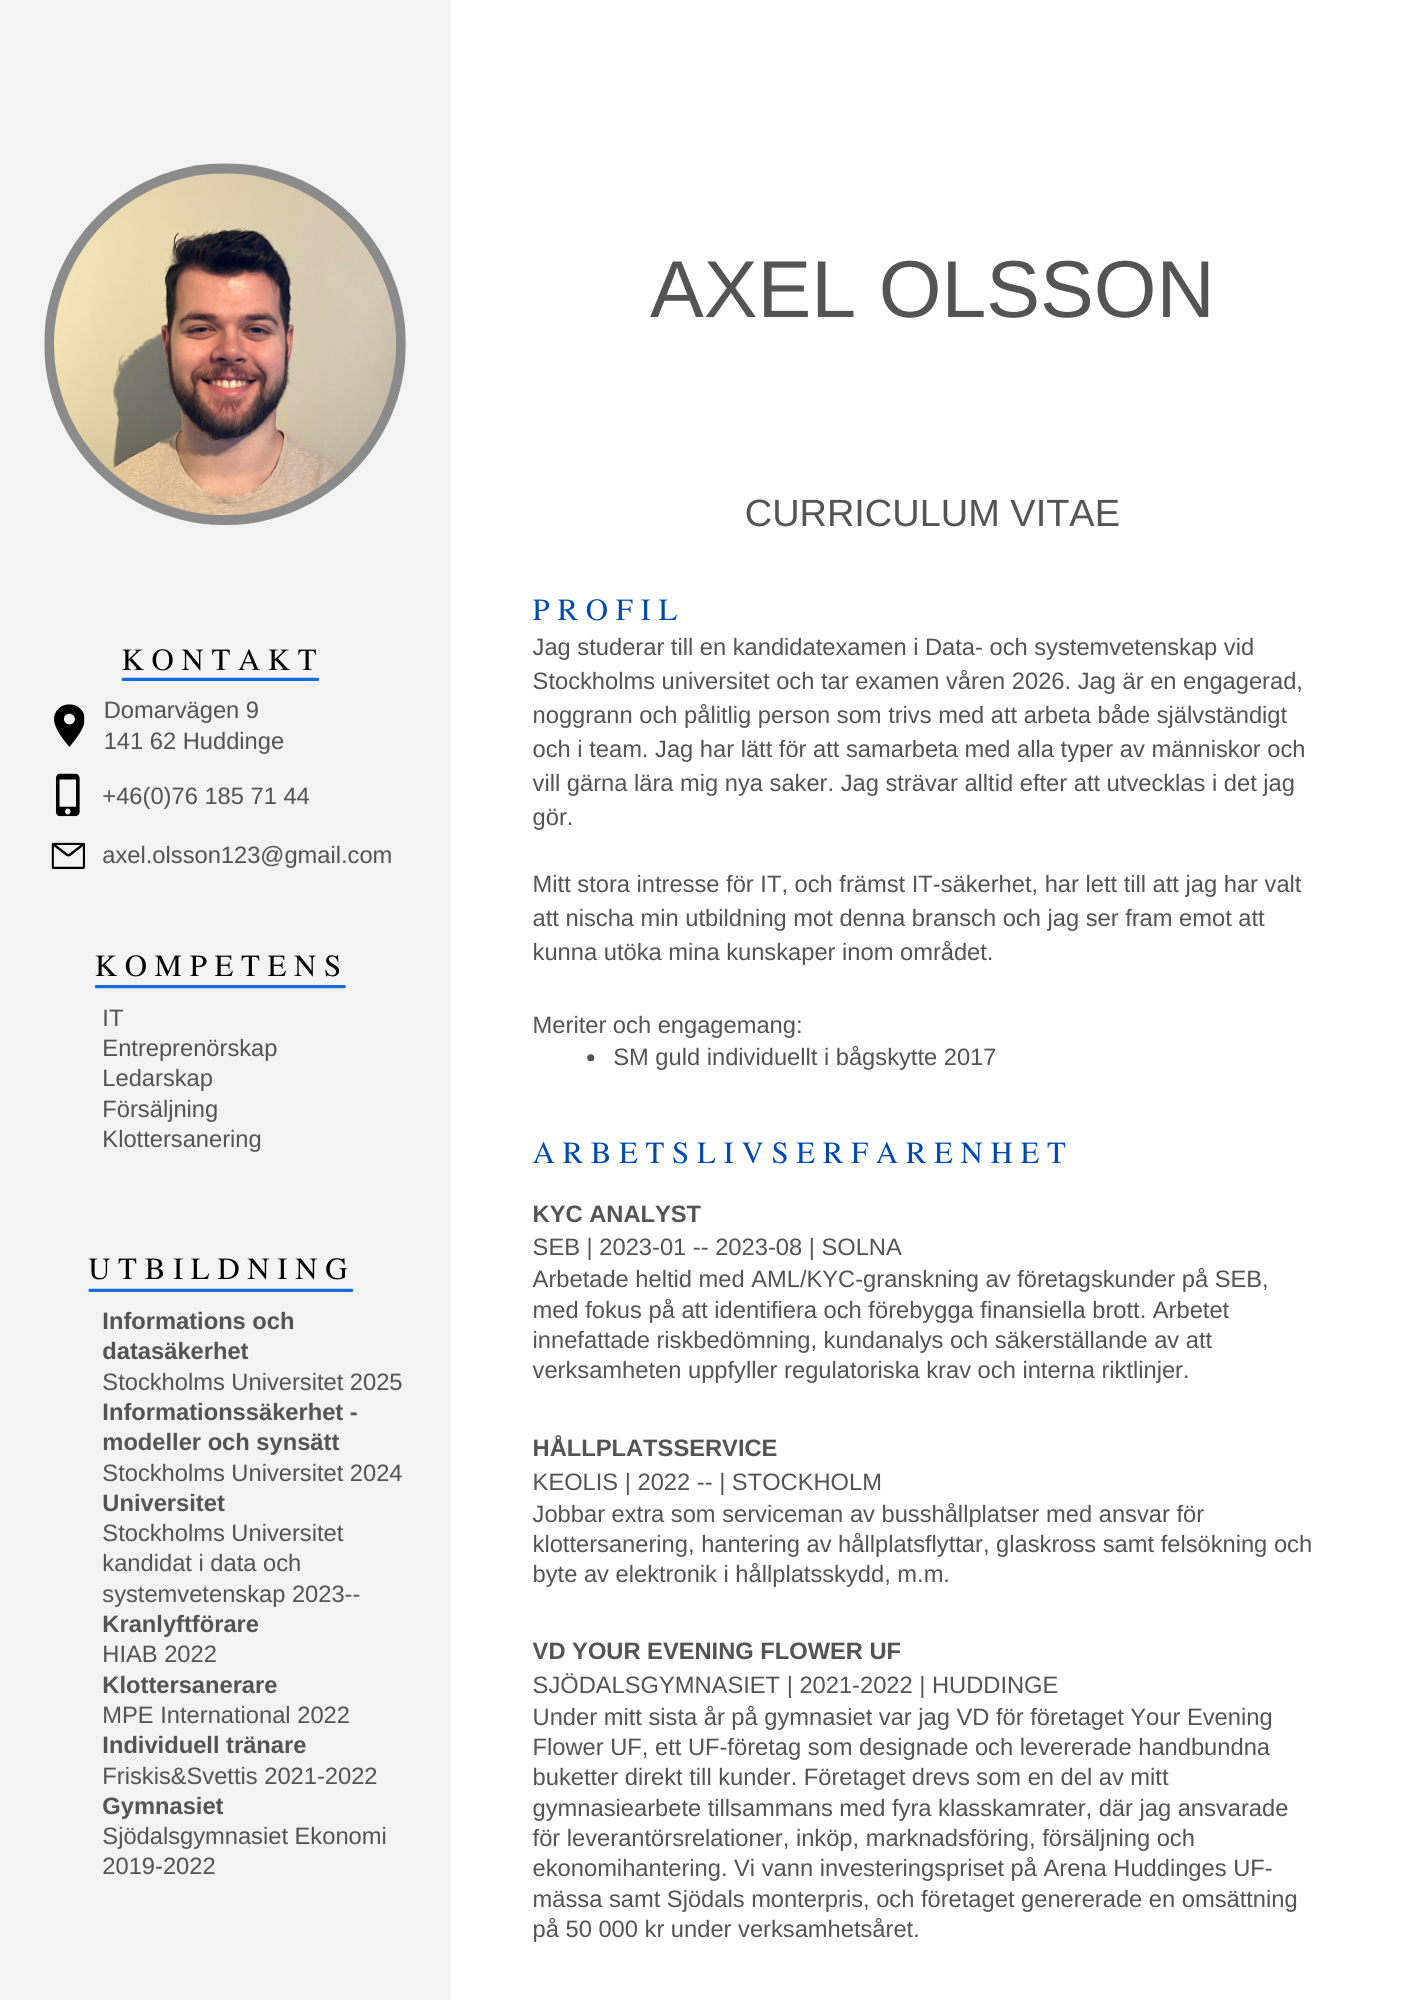 AXEL OLSSON
CURRICULUM VITAE
KONTAKT
Domarvägen 9
141 62 Huddinge
+46(0)76 185 71 44
axel.olsson123@gmail.com
KOMPETENS
IT
Entreprenörskap
Ledarskap
Försäljning
Klottersanering
UTBILDNING
Informations och
datasäkerhet
Stockholms Universitet 2025
Informationssäkerhet -
modeller och synsätt
Stockholms Universitet 2024
Universitet
Stockholms Universitet
kandidat i data och
systemvetenskap 2023--
Kranlyftförare
HIAB 2022
Klottersanerare
MPE International 2022
Individuell tränare
Friskis&Svettis 2021-2022
Gymnasiet
Sjödalsgymnasiet Ekonomi
2019-2022
PROFIL
Jag studerar till en kandidatexamen i Data- och systemvetenskap vid
Stockholms universitet och tar examen våren 2026. Jag är en engagerad,
noggrann och pålitlig person som trivs med att arbeta både självständigt
och i team. Jag har lätt för att samarbeta med alla typer av människor och
vill gärna lära mig nya saker. Jag strävar alltid efter att utvecklas i det jag
gör.
Mitt stora intresse för IT, och främst IT-säkerhet, har lett till att jag har valt
att nischa min utbildning mot denna bransch och jag ser fram emot att
kunna utöka mina kunskaper inom området.
Meriter och engagemang:
• SM guld individuellt i bågskytte 2017
ARBETSLIVSERFARENHET
KYC ANALYST
SEB | 2023-01 -- 2023-08 | SOLNA
Arbetade heltid med AML/KYC-granskning av företagskunder på SEB,
med fokus på att identifiera och förebygga finansiella brott. Arbetet
innefattade riskbedömning, kundanalys och säkerställande av att
verksamheten uppfyller regulatoriska krav och interna riktlinjer.
HÅLLPLATSSERVICE
KEOLIS | 2022 -- | STOCKHOLM
Jobbar extra som serviceman av busshållplatser med ansvar för
klottersanering, hantering av hållplatsflyttar, glaskross samt felsökning och
byte av elektronik i hållplatsskydd, m.m.
VD YOUR EVENING FLOWER UF
SJÖDALSGYMNASIET | 2021-2022 | HUDDINGE
Under mitt sista år på gymnasiet var jag VD för företaget Your Evening
Flower UF, ett UF-företag som designade och levererade handbundna
buketter direkt till kunder. Företaget drevs som en del av mitt
gymnasiearbete tillsammans med fyra klasskamrater, där jag ansvarade
för leverantörsrelationer, inköp, marknadsföring, försäljning och
ekonomihantering. Vi vann investeringspriset på Arena Huddinges UF-
mässa samt Sjödals monterpris, och företaget genererade en omsättning
på 50 000 kr under verksamhetsåret.